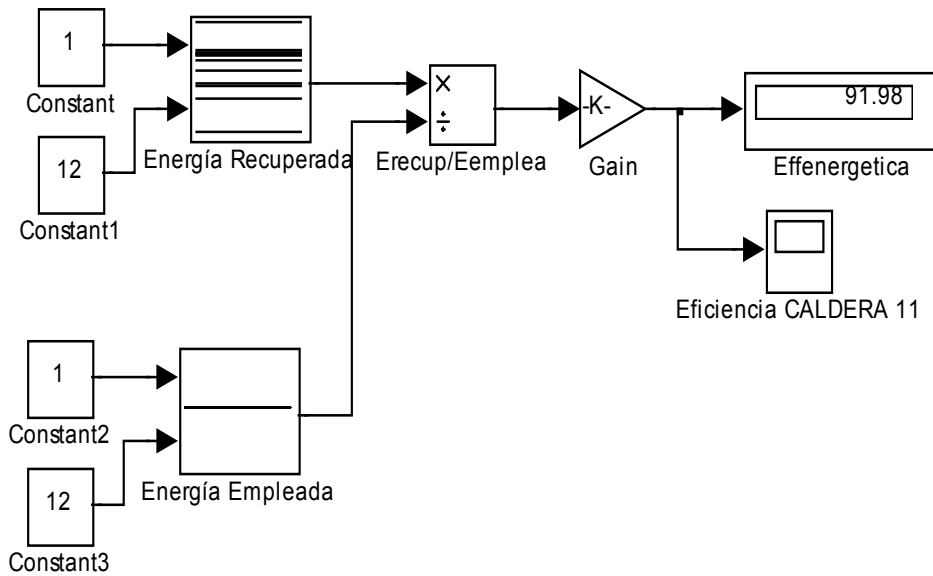 1
Constant
12
Constant1
Energía Recuperada
×
÷
Erecup/Eemplea
-K-
Gain
91.98
Effenergetica
Eficiencia CALDERA 11
1
Constant2
12
Constant3
Energía Empleada